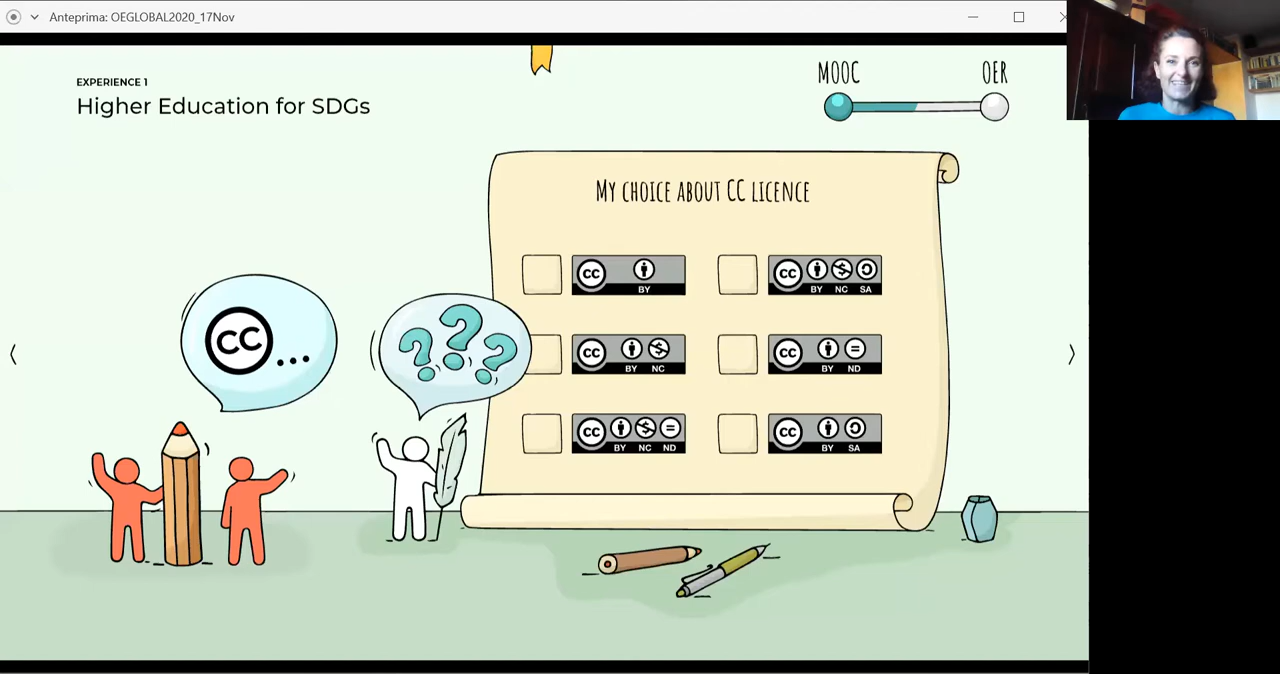 Anteprima: OEGLOBAL2020_17Nov
EXPERIENCE 1
Higher Education for SDGs
MOOC OER
MY CHOICE ABOUT CC LICENCE
CC BY
CC BY NC SA
CC BY NC
CC BY ND
CC BY NC ND
CC BY SA
CC...
???